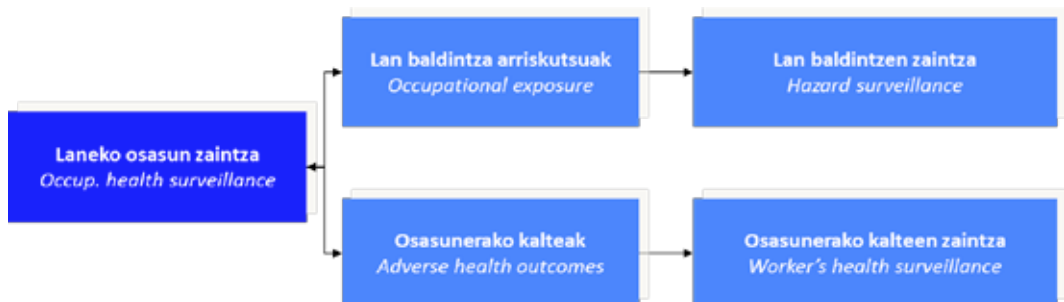 Lan baldintza arriskutsuak
Occupational exposure
Lan baldintzen zaintza
Hazard surveillance
Laneko osasun zaintza
Occup. health surveillance
Osasunerako kalteak
Adverse health outcomes
Osasunerako kalteen zaintza
Worker's health surveillance